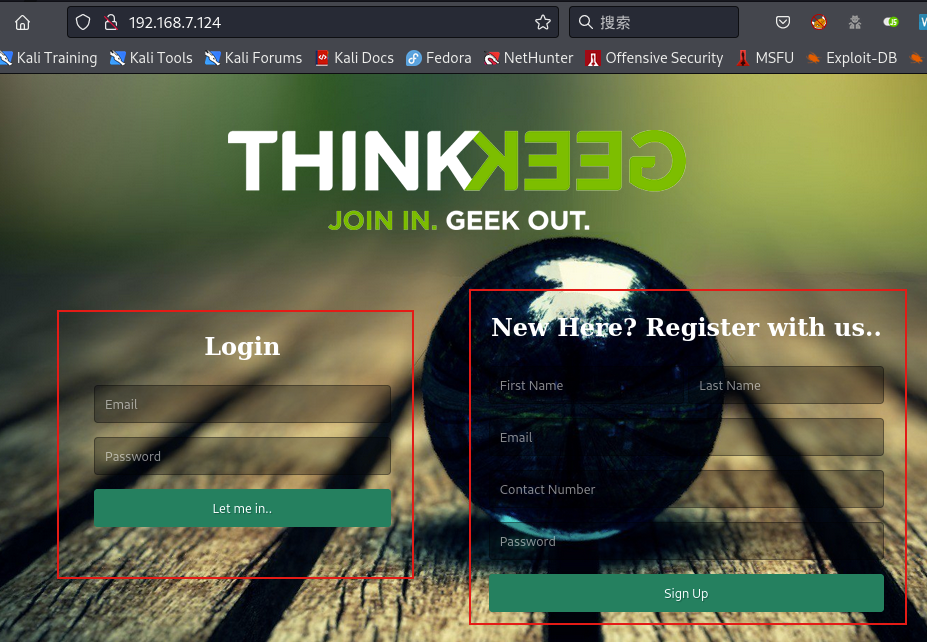 192.168.7.124 搜索
Kali Training Kali Tools Kali Forums Kali Docs Fedora NetHunter Offensive Security MSFU Exploit-DB
THINKGEEK
JOIN IN. GEEK OUT.
Login
Email
Password
Let me in..
New Here? Register with us..
First Name Last Name
Email
Contact Number
Password
Sign Up